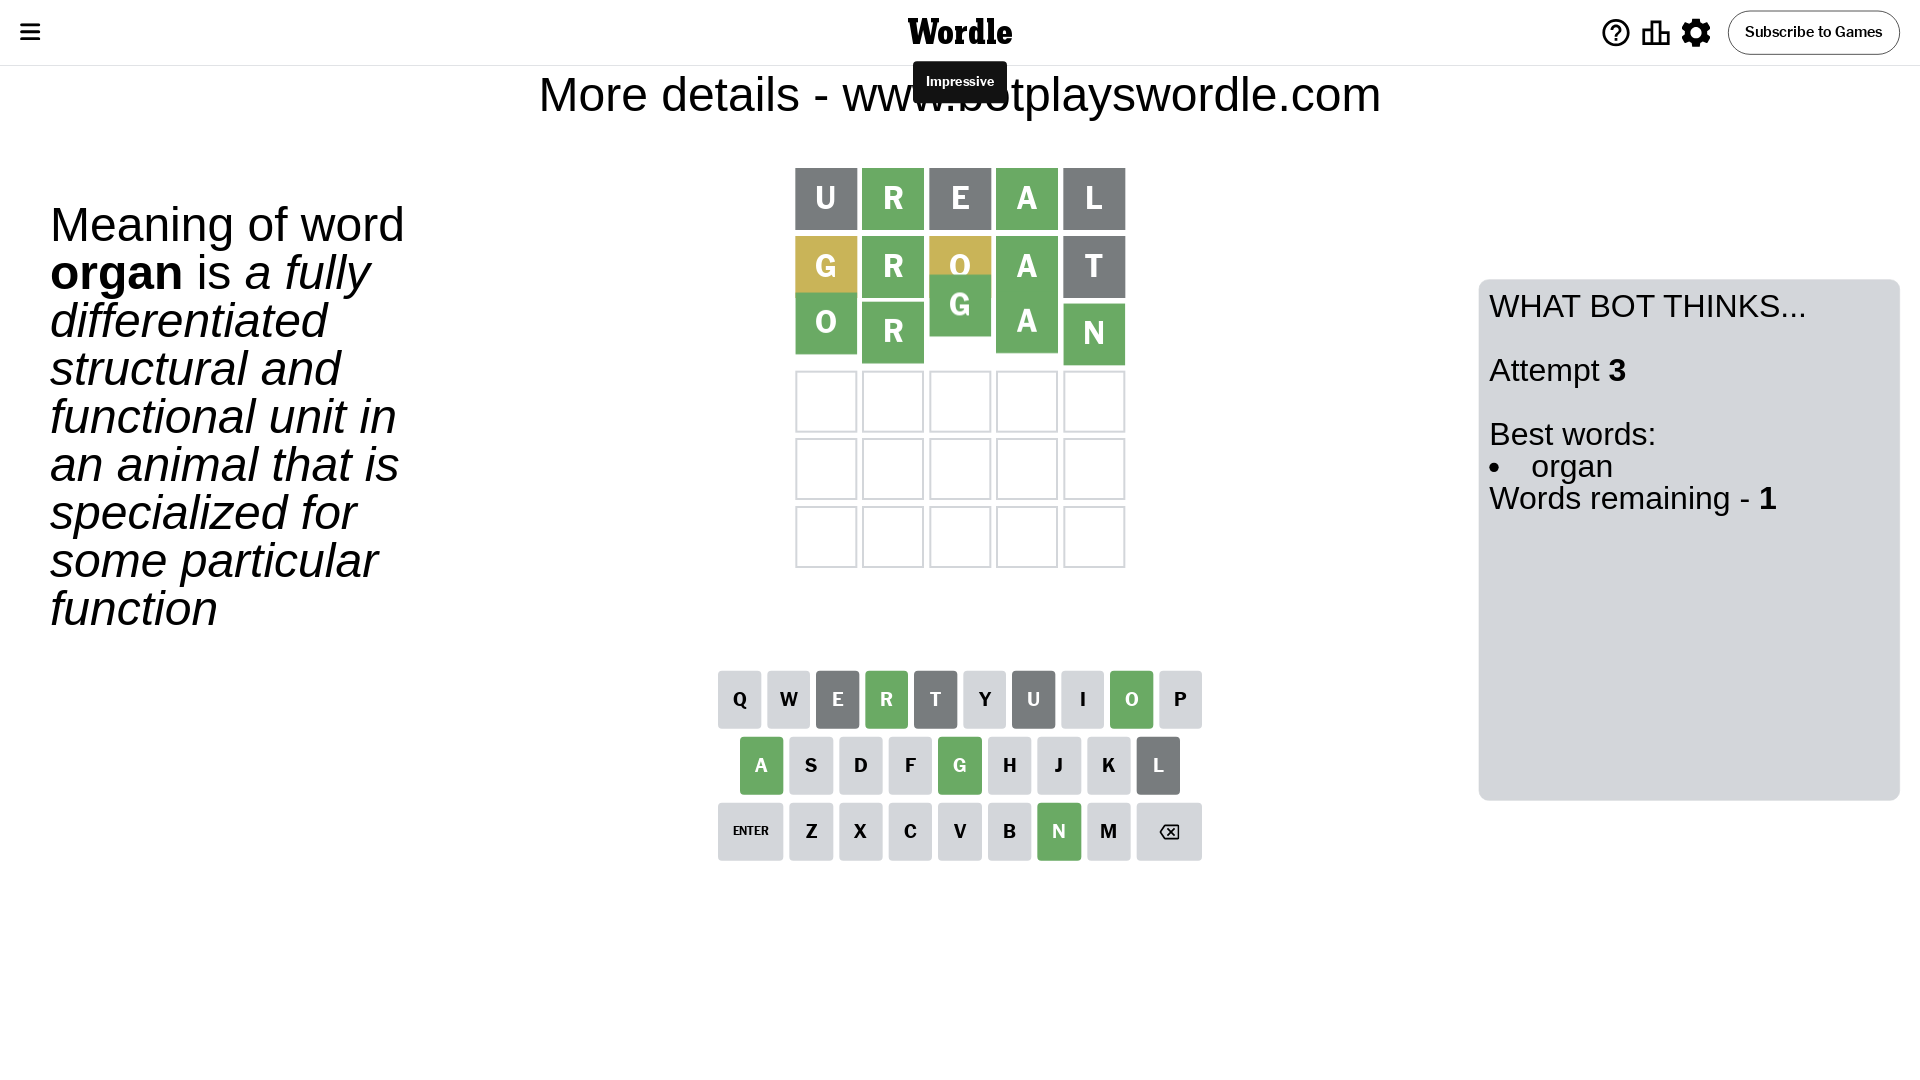 Wordle
Subscribe to Games
Impressive
More details - www.botplayswordle.com
Meaning of word
organ is a fully
differentiated
structural and
functional unit in
an animal that is
specialized for
some particular
function
U R E A L
G R O A T
O R G A N
WHAT BOT THINKS...
Attempt 3
Best words:
• organ
Words remaining - 1
Q W E R T Y U I O P
A S D F G H J K L
ENTER Z X C V B N M